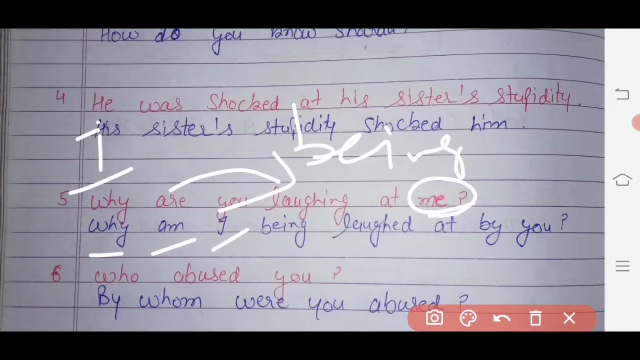 How do you know Sharad?
4 He was shocked at his sister's stupidity.
His sister's stupidity shocked him.
I being
5 why are you laughing at me?
why am I being laughed at by you?
6 who abused you?
By whom were you abused?